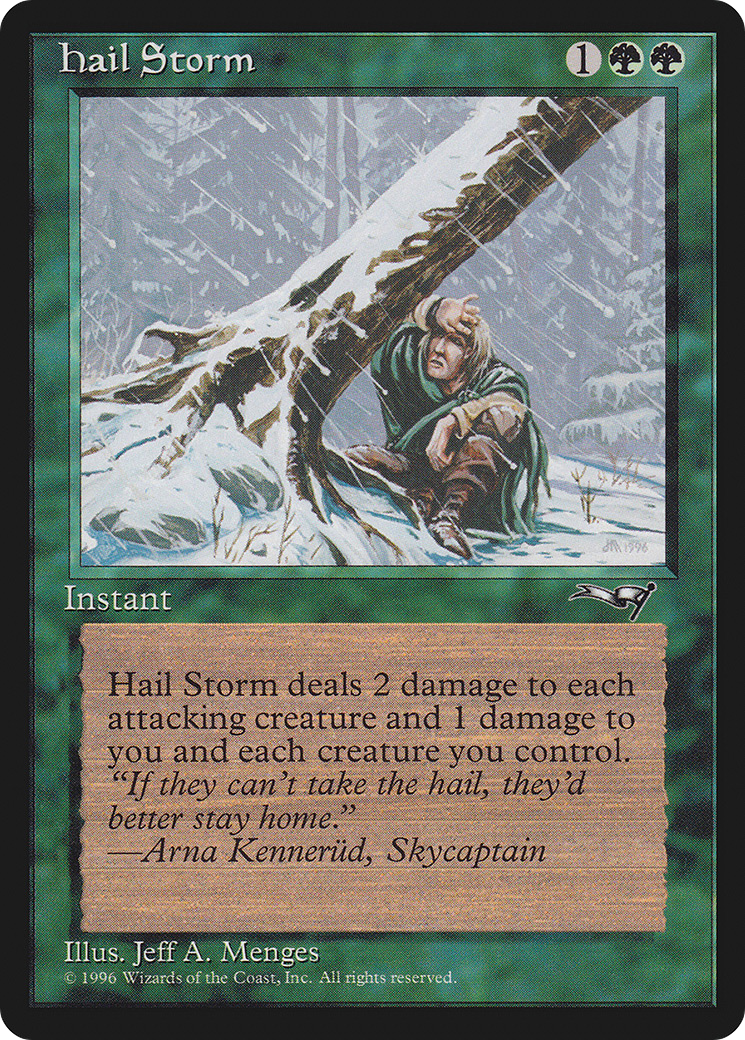 Hail Storm
1
Instant
Hail Storm deals 2 damage to each
attacking creature and 1 damage to
you and each creature you control.
“If they can’t take the hail, they’d
better stay home.”
—Arna Kennerüd, Skycaptain
Illus. Jeff A. Menges
© 1996 Wizards of the Coast, Inc. All rights reserved.